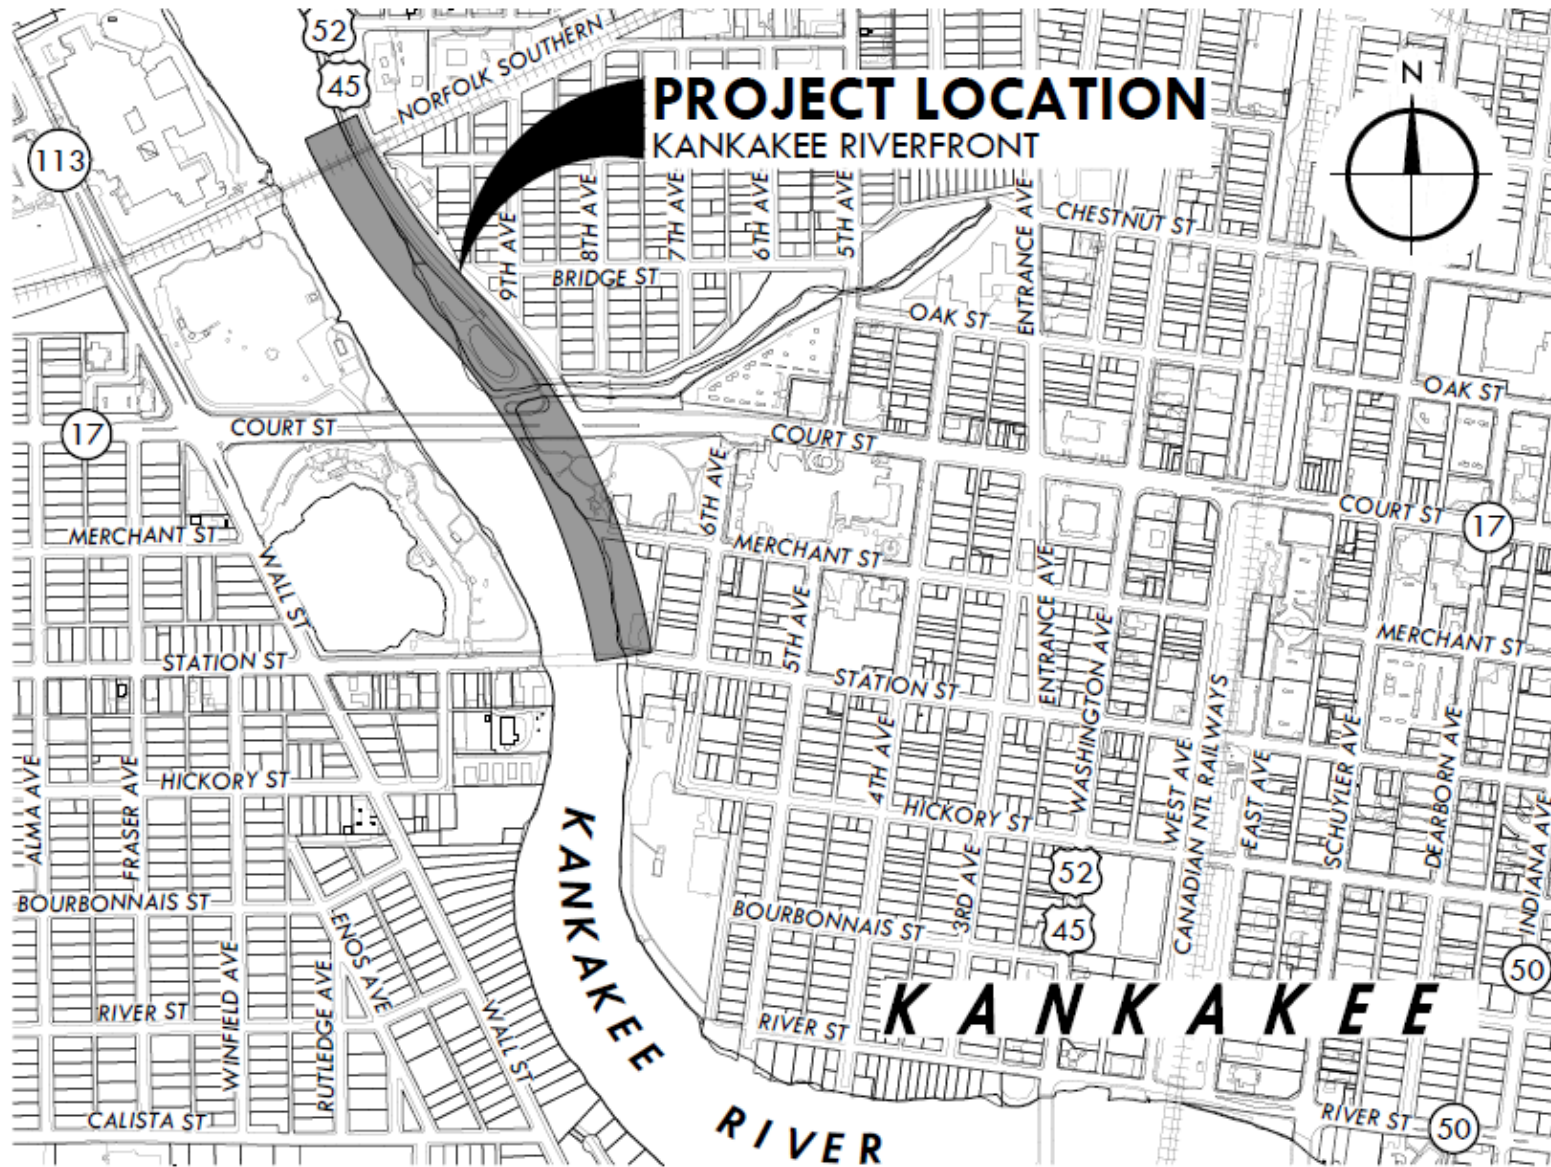 52
45
NORFOLK SOUTHERN
PROJECT LOCATION
KANKAKEE RIVERFRONT
N
113
9TH AVE
8TH AVE
7TH AVE
6TH AVE
5TH AVE
ENTRANCE AVE
CHESTNUT ST
BRIDGE ST
OAK ST
OAK ST
17
COURT ST
COURT ST
COURT ST
17
6TH AVE
MERCHANT ST
MERCHANT ST
WALL ST
5TH AVE
ENTRANCE AVE
WASHINGTON AVE
MERCHANT ST
STATION ST
STATION ST
ALMA AVE
FRASER AVE
HICKORY ST
4TH AVE
HICKORY ST
WEST AVE
CANADIAN NTL RAILWAYS
EAST AVE
SCHUYLER AVE
DEARBORN AVE
INDIANA AVE
KANKAKEE
52
45
3RD AVE
BOURBONNAIS ST
BOURBONNAIS ST
ENOS AVE
WINFIELD AVE
RUTLEDGE AVE
50
RIVER ST
WALL ST
RIVER ST
KANKAKEE
CALISTA ST
RIVER
RIVER ST
50